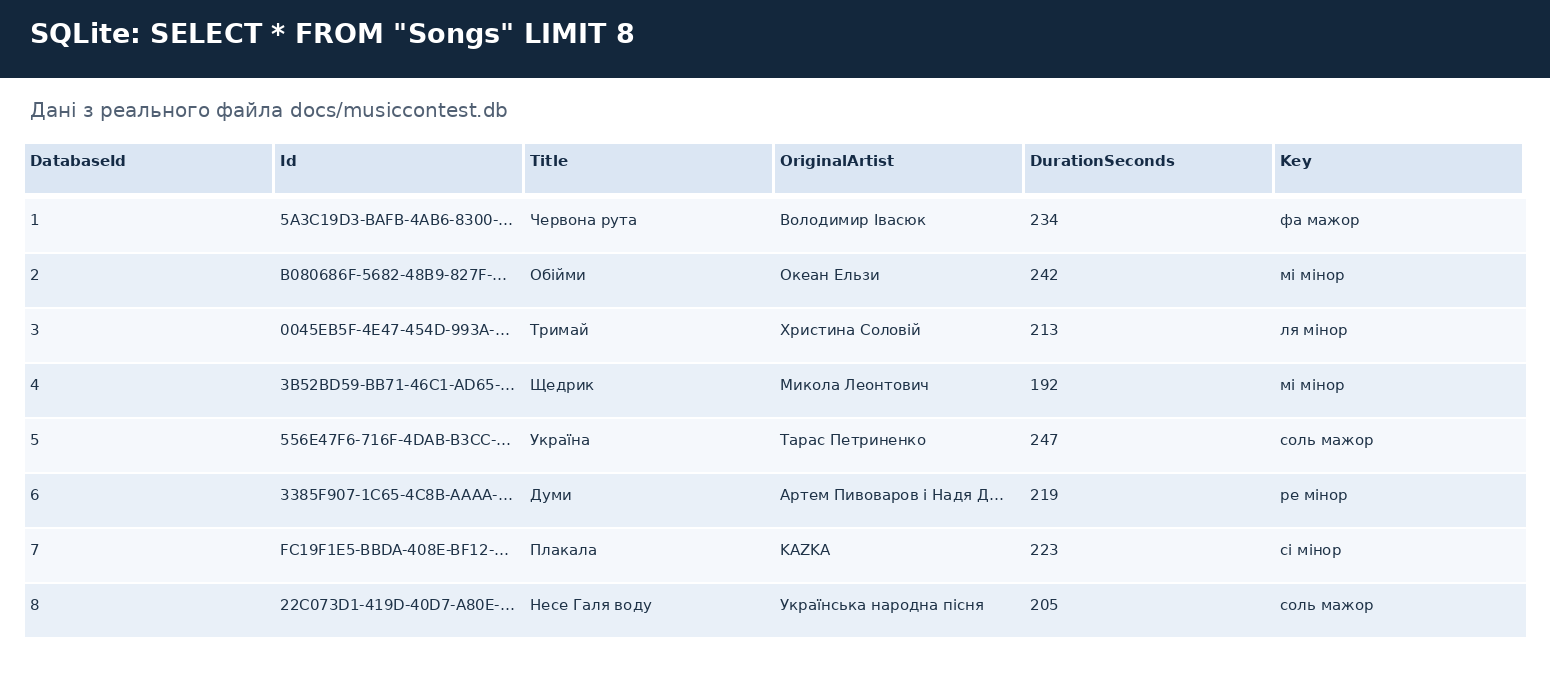 SQLite: SELECT * FROM "Songs" LIMIT 8
Дані з реального файла docs/musiccontest.db
DatabaseId Id Title OriginalArtist DurationSeconds Key
1 5A3C19D3-BAFB-4AB6-8300-... Червона рута Володимир Івасюк 234 фа мажор
2 B080686F-5682-48B9-827F-... Обійми Океан Ельзи 242 мі мінор
3 0045EB5F-4E47-454D-993A-... Тримай Христина Соловій 213 ля мінор
4 3B52BD59-BB71-46C1-AD65-... Щедрик Микола Леонтович 192 мі мінор
5 556E47F6-716F-4DAB-B3CC-... Україна Тарас Петриненко 247 соль мажор
6 3385F907-1C65-4C8B-AAAA-... Думи Артем Пивоваров і Надя Д... 219 ре мінор
7 FC19F1E5-BBDA-408E-BF12-... Плакала KAZKA 223 сі мінор
8 22C073D1-419D-40D7-A80E-... Несе Галя воду Українська народна пісня 205 соль мажор